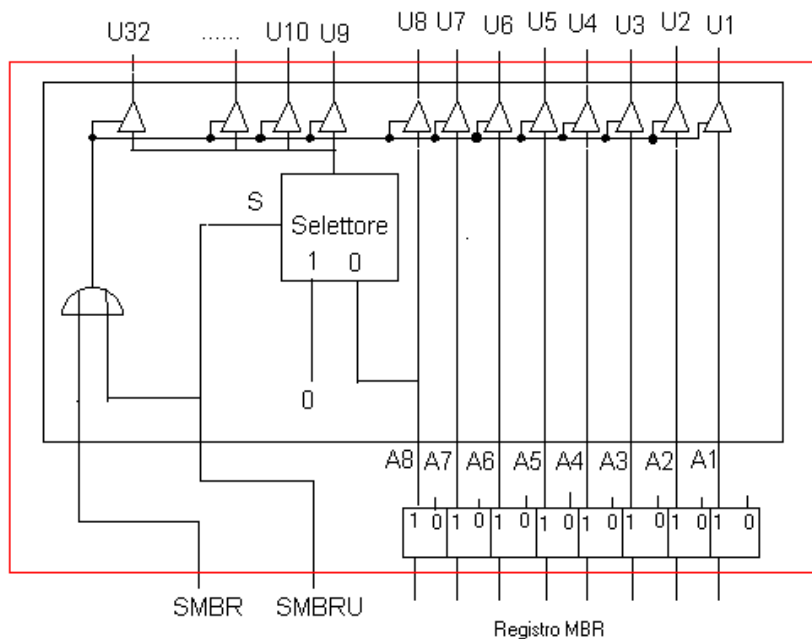 U32 ...... U10 U9 U8 U7 U6 U5 U4 U3 U2 U1
S
Selettore
1 0
0
A8 A7 A6 A5 A4 A3 A2 A1
1 0 1 0 1 0 1 0 1 0 1 0 1 0 1 0
SMBR SMBRU
Registro MBR